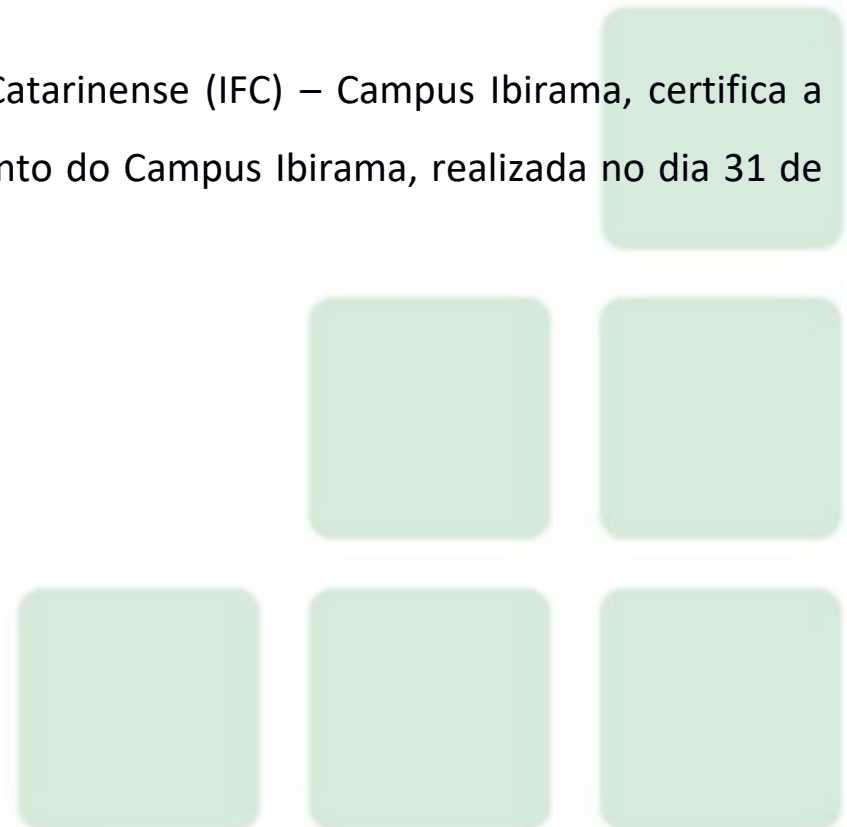 Catarinense (IFC) – Campus Ibirama, certifica a
nto do Campus Ibirama, realizada no dia 31 de